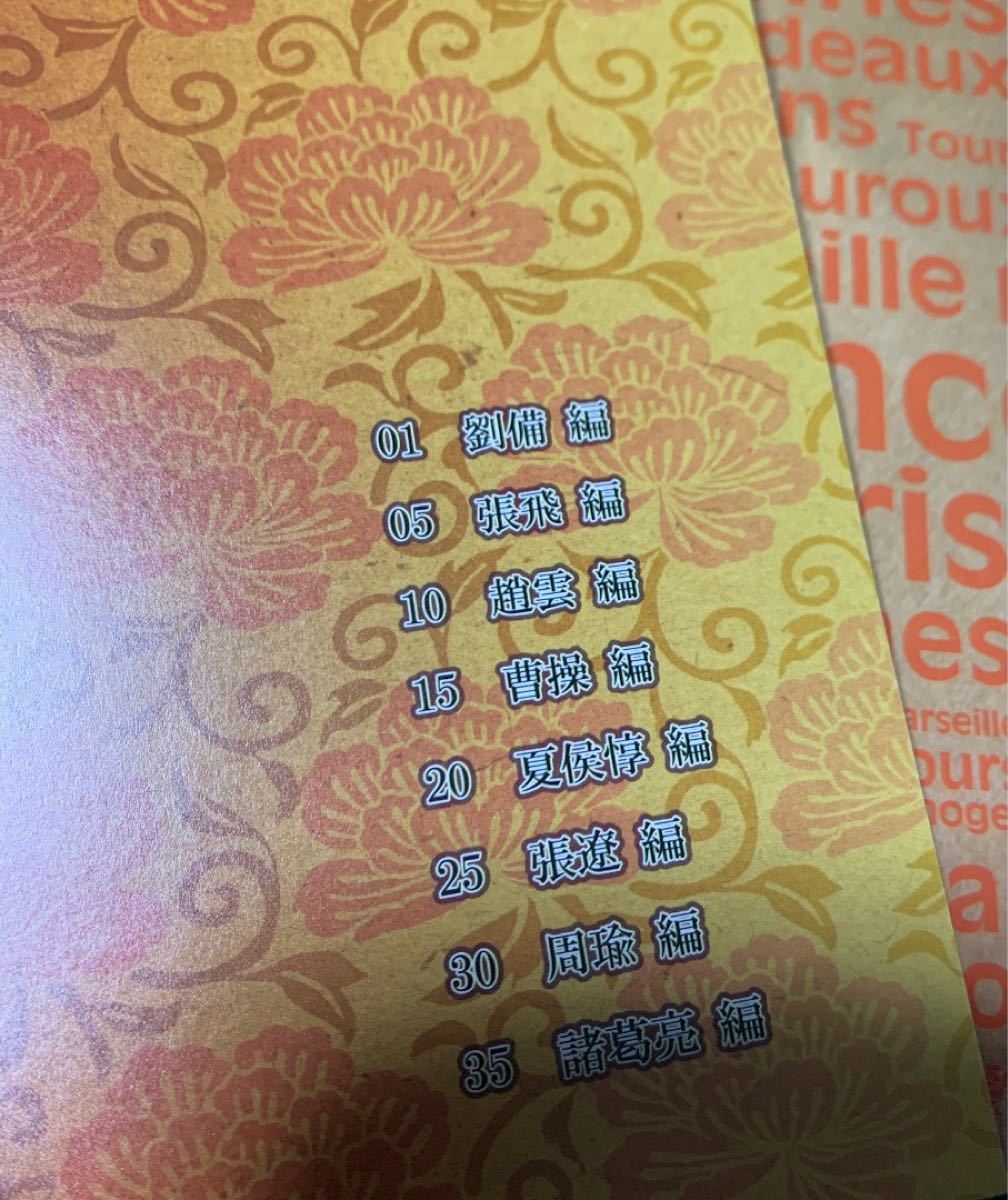 01 劉備 編
05 張飛 編
10 趙雲 編
15 曹操 編
20 夏侯惇 編
25 張遼 編
30 周瑜 編
35 諸葛亮 編
deaux
ns Tour
uroux
ille
nc
ris
es
arseille
ours
moge
a